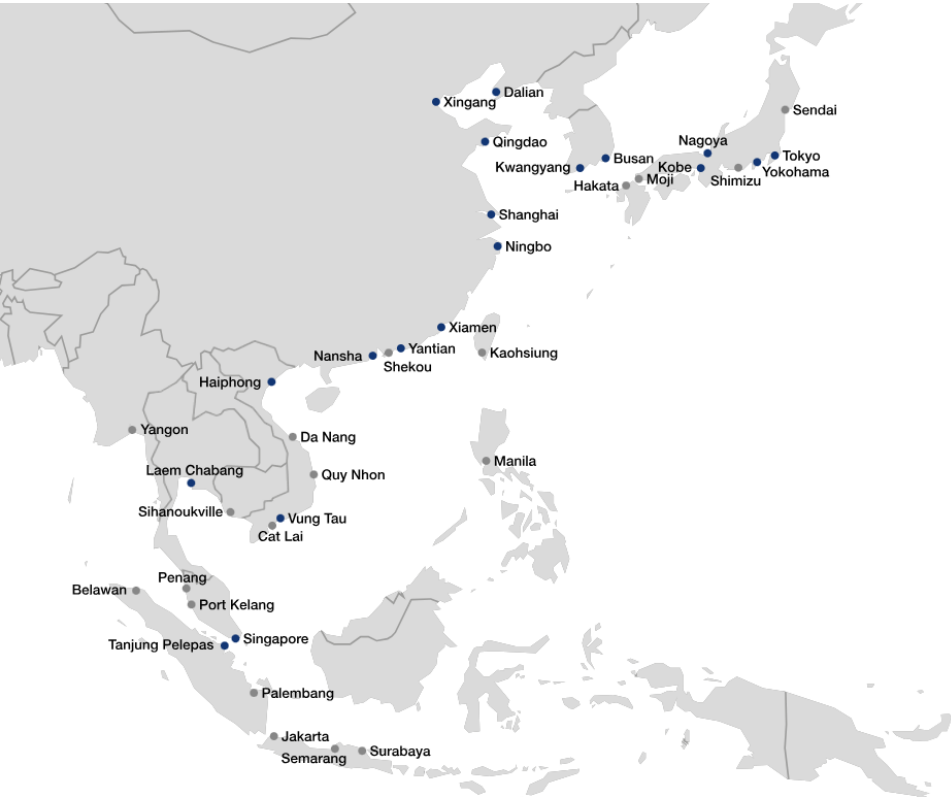 Dalian
Xingang
Sendai
Qingdao
Nagoya
Busan
Tokyo
Kwangyang
Kobe
Yokohama
Moji
Shimizu
Hakata
Shanghai
Ningbo
Xiamen
Yantian
Kaohsiung
Nansha
Shekou
Haiphong
Yangon
Da Nang
Manila
Laem Chabang
Quy Nhon
Sihanoukville
Vung Tau
Cat Lai
Penang
Belawan
Port Kelang
Singapore
Tanjung Pelepas
Palembang
Jakarta
Surabaya
Semarang